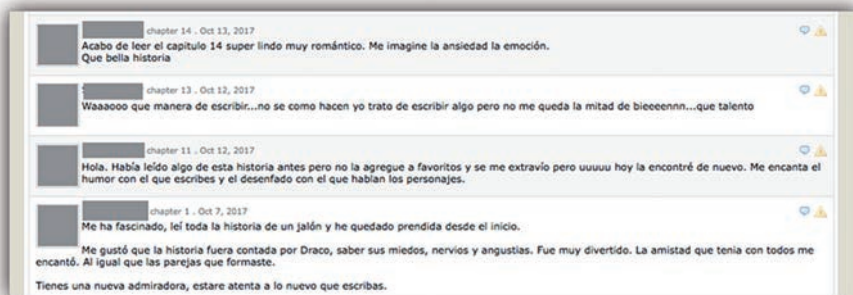 chapter 14 . Oct 13, 2017
Acabo de leer el capitulo 14 super lindo muy romántico. Me imagine la ansiedad la emoción.
Que bella historia
chapter 13 . Oct 12, 2017
Waaaooo que manera de escribir...no se como hacen yo trato de escribir algo pero no me queda la mitad de bieeeennn...que talento
chapter 11 . Oct 12, 2017
Hola. Había leído algo de esta historia antes pero no la agregue a favoritos y se me extravío pero uuuuu hoy la encontré de nuevo. Me encanta el
humor con el que escribes y el desenfado con el que hablan los personajes.
chapter 1 . Oct 7, 2017
Me ha fascinado, leí toda la historia de un jalón y he quedado prendida desde el inicio.
Me gustó que la historia fuera contada por Draco, saber sus miedos, nervios y angustias. Fue muy divertido. La amistad que tenia con todos me
encantó. Al igual que las parejas que formaste.
Tienes una nueva admiradora, estare atenta a lo nuevo que escribas.